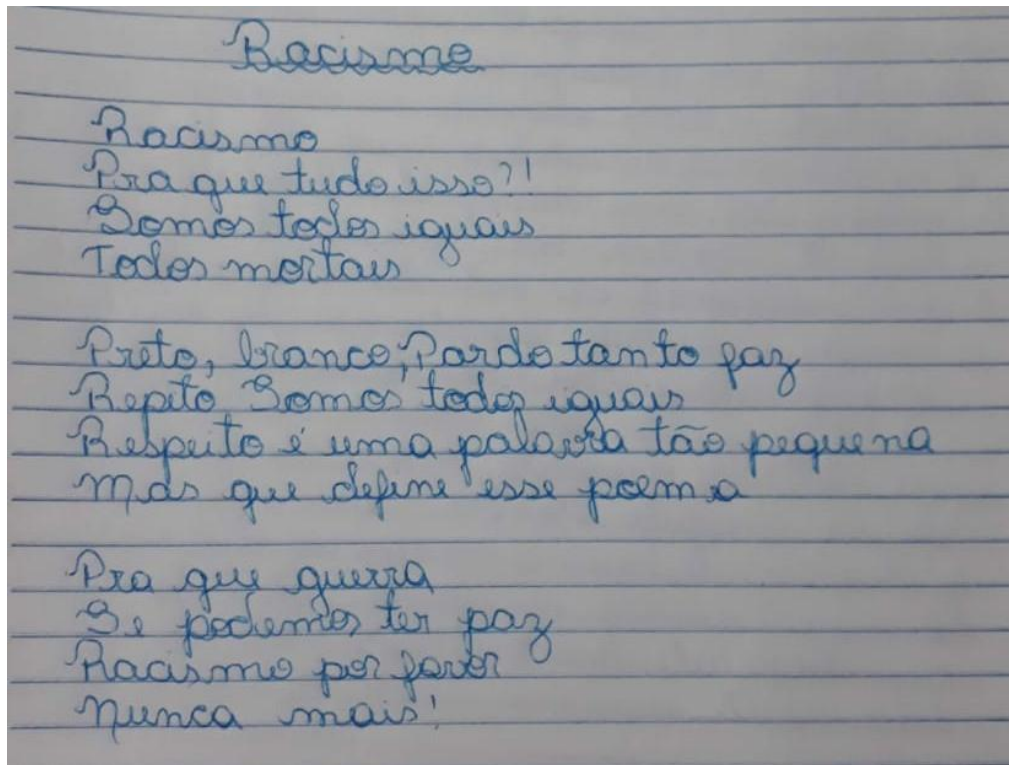 Racismo
Racismo
Pra que tudo isso?!
Somos todos iguais
Todos mortais
Preto, branco, Pardo tanto faz
Repito Somos todos iguais
Respeito é uma palavra tão pequena
Mas que define esse poema
Pra que guerra
Se podemos ter paz
Racismo por favor
Nunca mais!